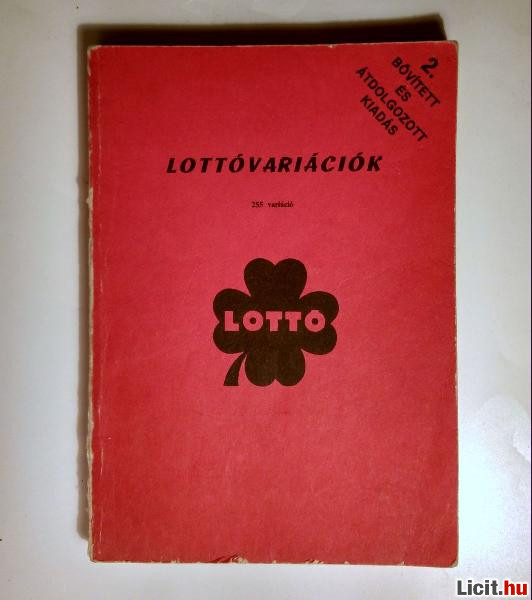 2.
BŐVÍTETT
ÉS
ÁTDOLGOZOTT
KIADÁS
LOTTÓVARIÁCIÓK
255 variáció
LOTTÓ
Licit.hu